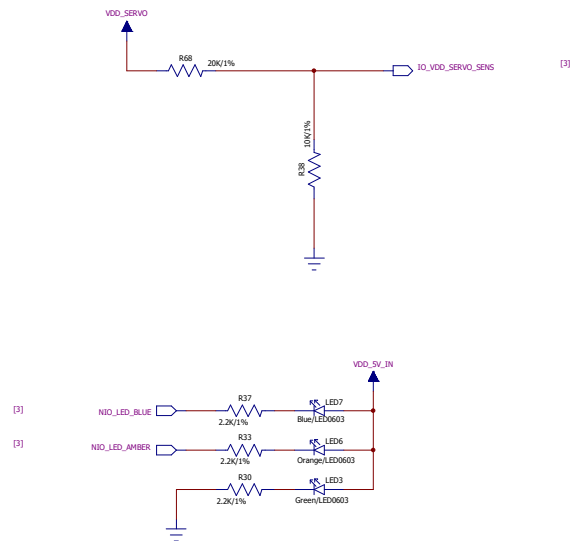 VDD_SERVO
R68
20K/1%
IO_VDD_SERVO_SENS
[3]
10K/1%
R38
VDD_5V_IN
[3]
NIO_LED_BLUE
R37
2.2K/1%
LED7
Blue/LED0603
[3]
NIO_LED_AMBER
R33
2.2K/1%
LED6
Orange/LED0603
R30
2.2K/1%
LED3
Green/LED0603